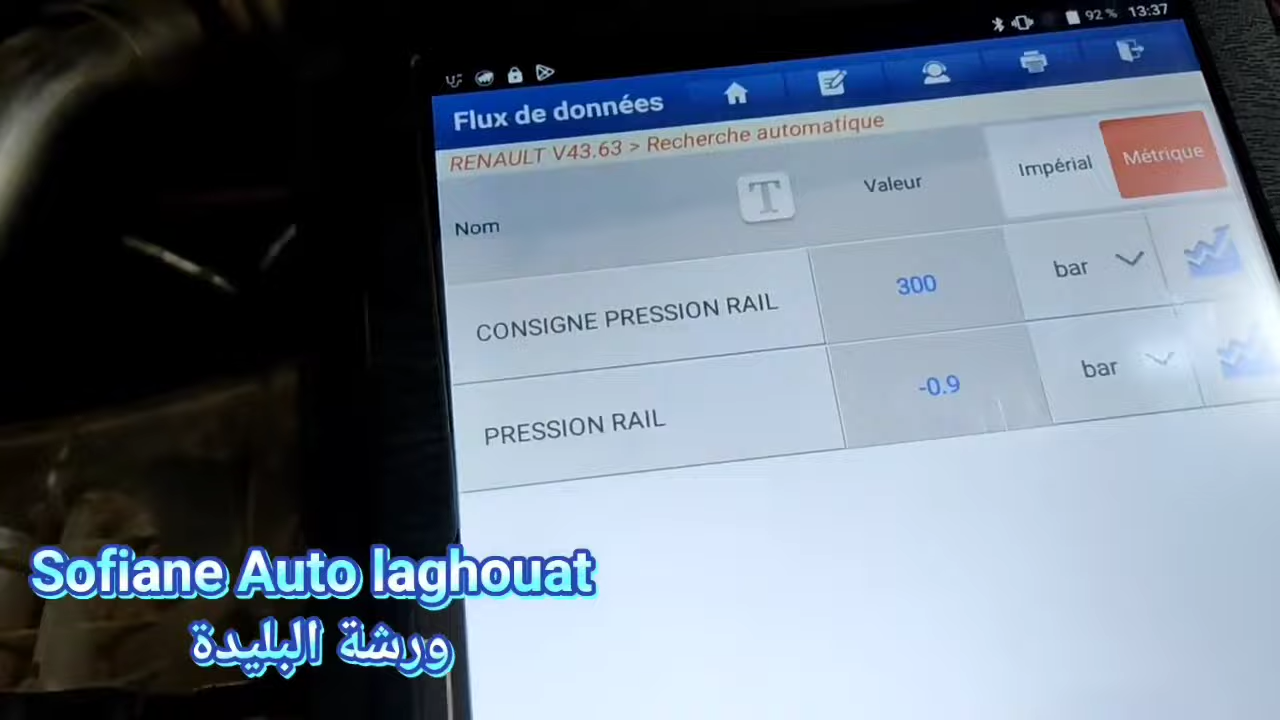 92 % 13:37
Flux de données
RENAULT V43.63 > Recherche automatique
Nom T Valeur Impérial Métrique
CONSIGNE PRESSION RAIL 300 bar
PRESSION RAIL -0.9 bar
Sofiane Auto laghouat
ورشة البليدة